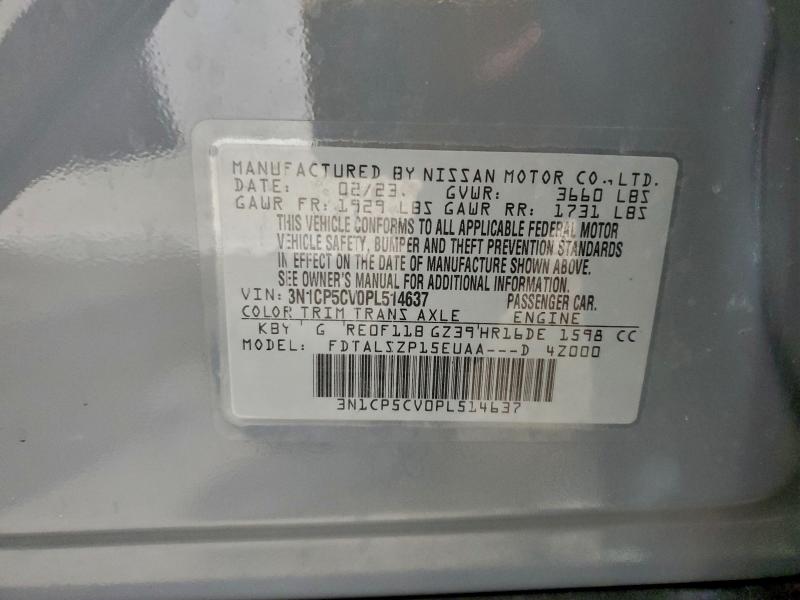 MANUFACTURED BY NISSAN MOTOR CO.,LTD.
DATE: 02/23 GVWR: 3660 LBS
GAWR FR: 1929 LBS GAWR RR: 1731 LBS
THIS VEHICLE CONFORMS TO ALL APPLICABLE FEDERAL MOTOR
VEHICLE SAFETY, BUMPER AND THEFT PREVENTION STANDARDS
IN EFFECT ON THE DATE OF MANUFACTURE SHOWN ABOVE.
SEE OWNER'S MANUAL FOR ADDITIONAL INFORMATION.
VIN: 3N1CP5CV0PL514637 PASSENGER CAR.
COLOR TRIM TRANS AXLE ENGINE
KBY G RE0F11B GZ39 HR16DE 1598 CC
MODEL: FDTALSZP15EUAA---D 4Z000
3N1CP5CV0PL514637